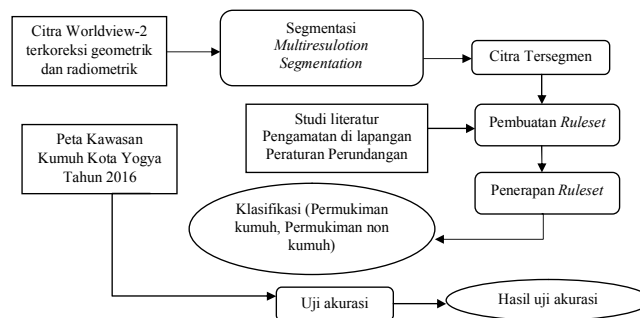 Citra Worldview-2
terkoreksi geometrik
dan radiometrik
Segmentasi
Multiresulotion
Segmentation
Citra Tersegmen
Studi literatur
Pengamatan di lapangan
Peraturan Perundangan
Pembuatan Ruleset
Peta Kawasan
Kumuh Kota Yogya
Tahun 2016
Penerapan Ruleset
Klasifikasi (Permukiman
kumuh, Permukiman non
kumuh)
Uji akurasi
Hasil uji akurasi